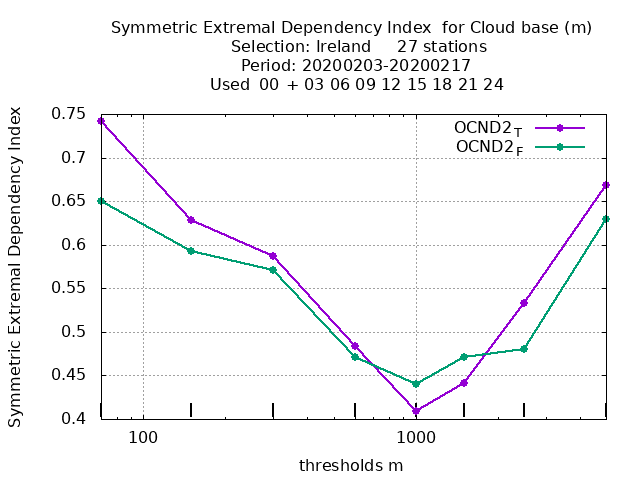 Symmetric Extremal Dependency Index  for Cloud base (m)
Selection: Ireland     27 stations
Period: 20200203-20200217
Used  00 + 03 06 09 12 15 18 21 24
Symmetric Extremal Dependency Index
0.75
0.7
0.65
0.6
0.55
0.5
0.45
0.4
OCND2_T
OCND2_F
100
1000
thresholds m